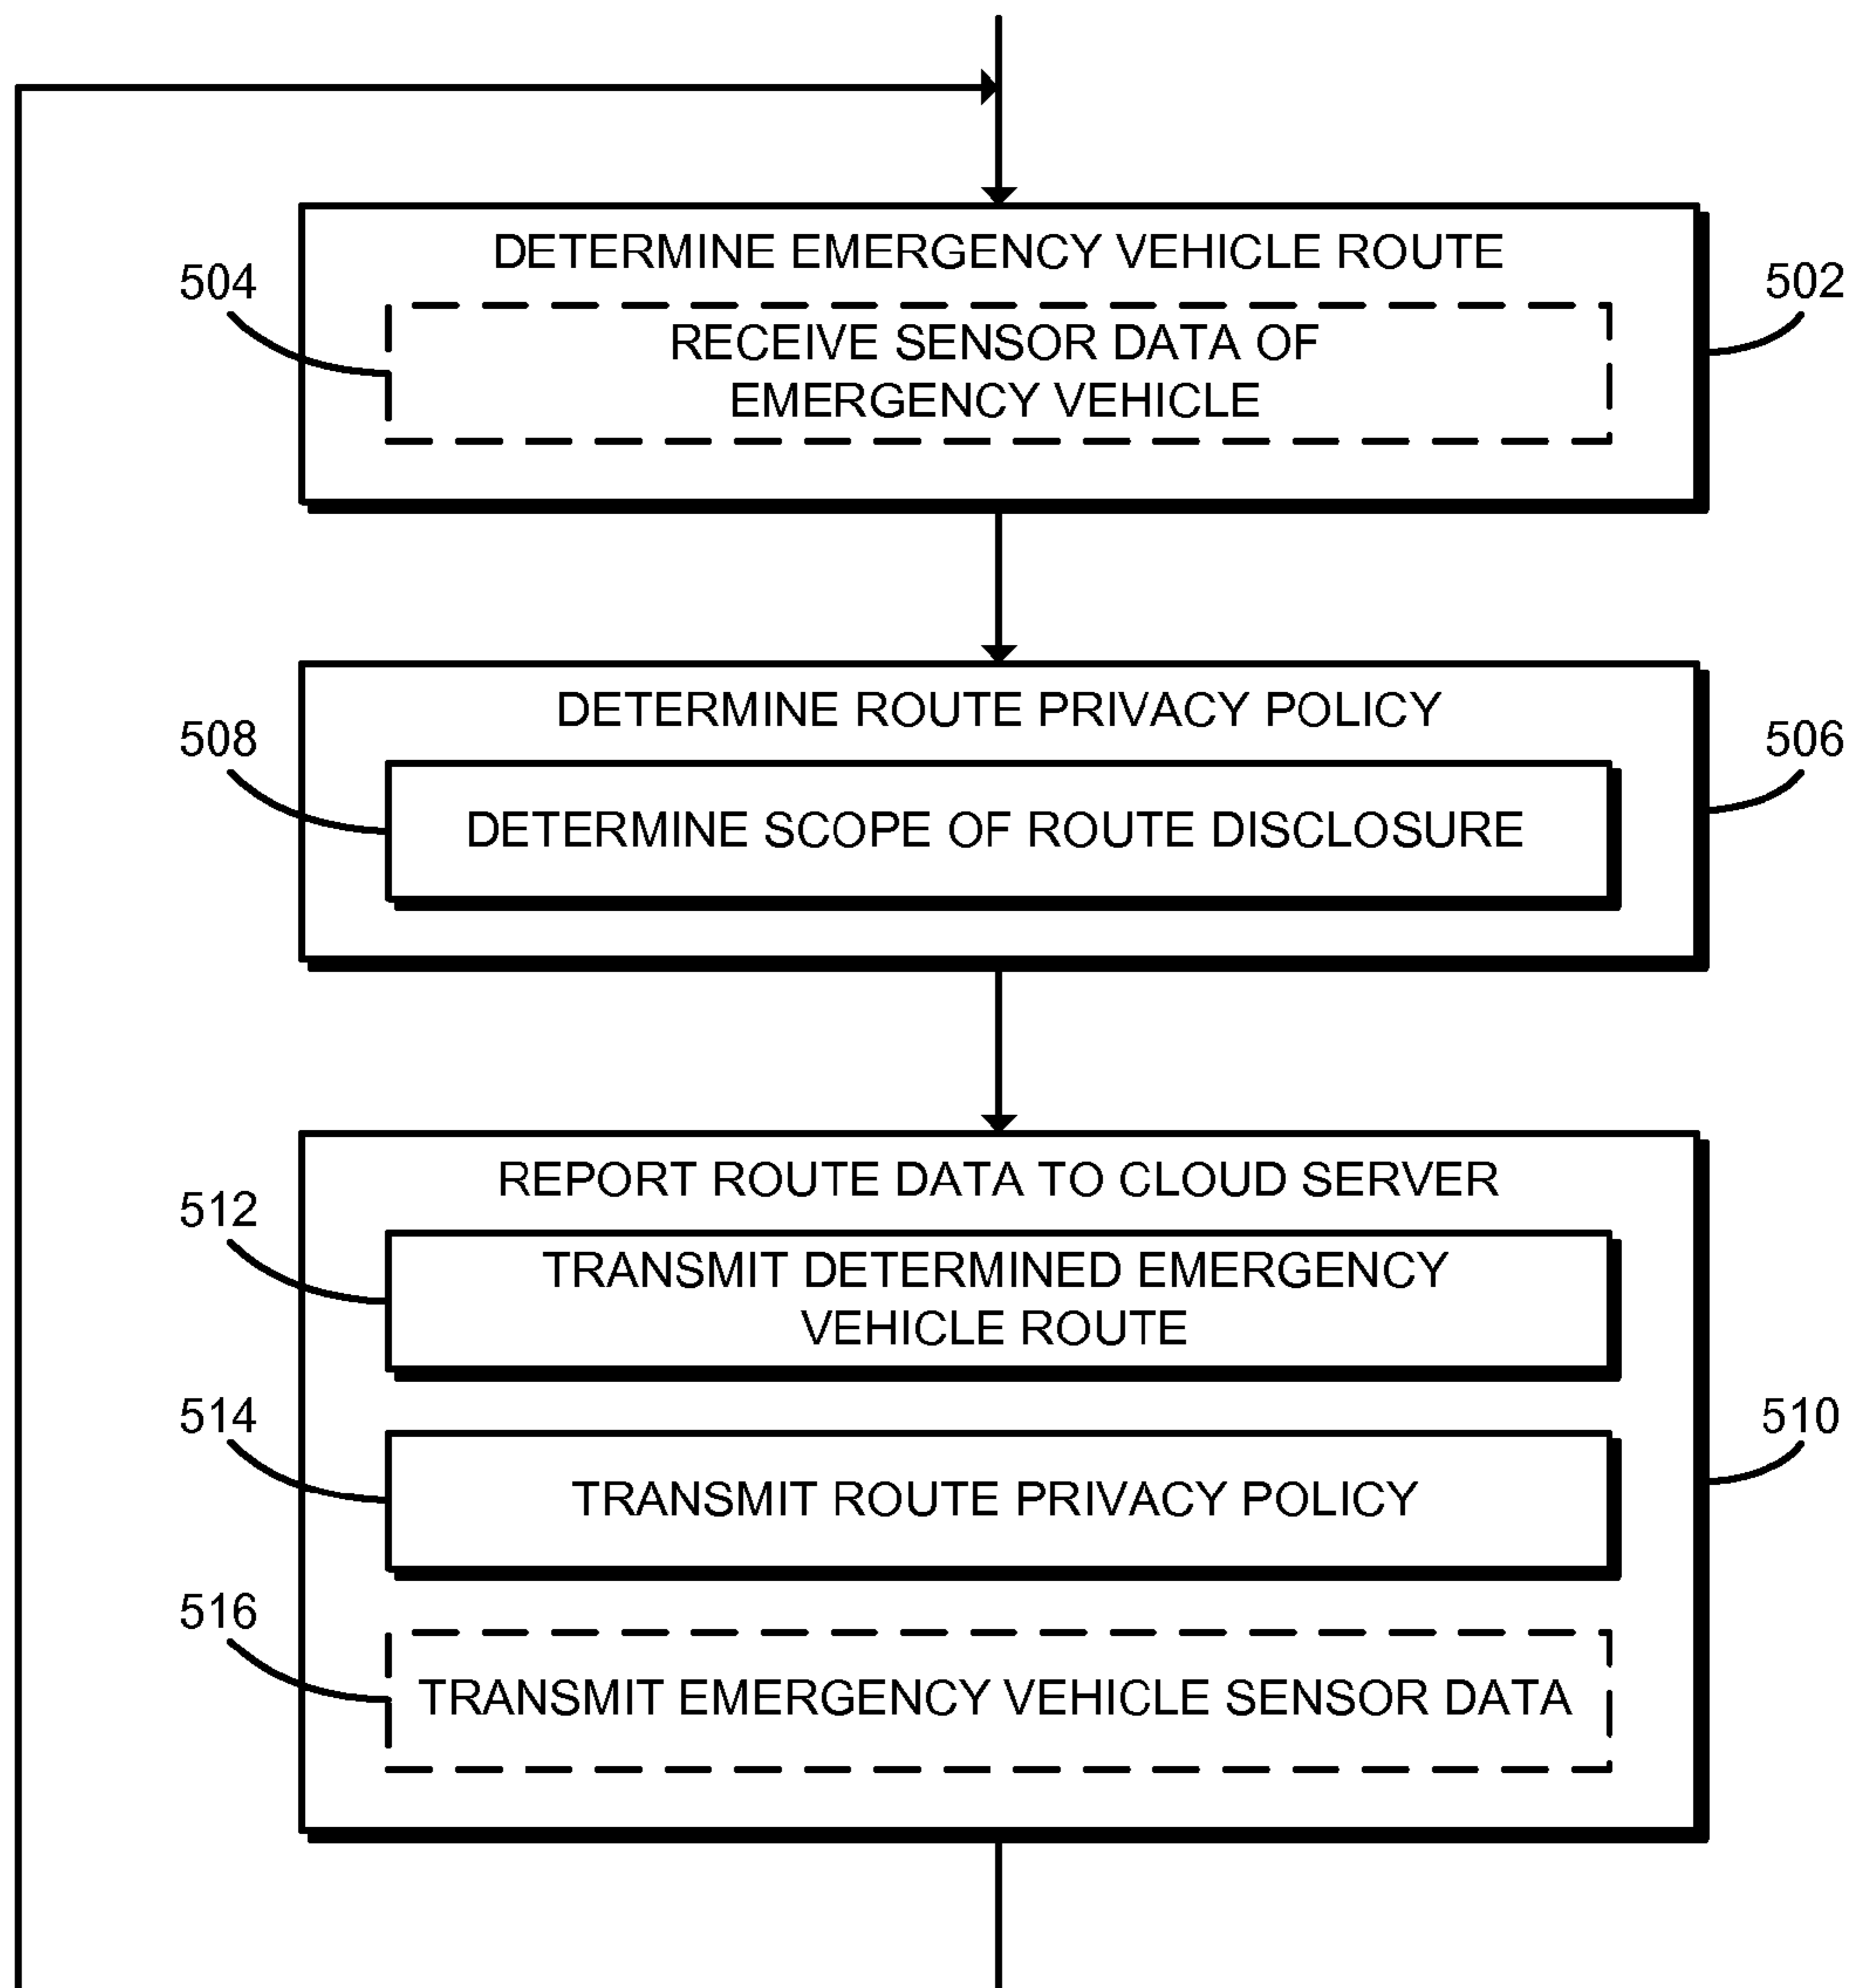 DETERMINE EMERGENCY VEHICLE ROUTE
504
502
RECEIVE SENSOR DATA OF
EMERGENCY VEHICLE
DETERMINE ROUTE PRIVACY POLICY
508
506
DETERMINE SCOPE OF ROUTE DISCLOSURE
REPORT ROUTE DATA TO CLOUD SERVER
512
TRANSMIT DETERMINED EMERGENCY
VEHICLE ROUTE
514
510
TRANSMIT ROUTE PRIVACY POLICY
516
TRANSMIT EMERGENCY VEHICLE SENSOR DATA